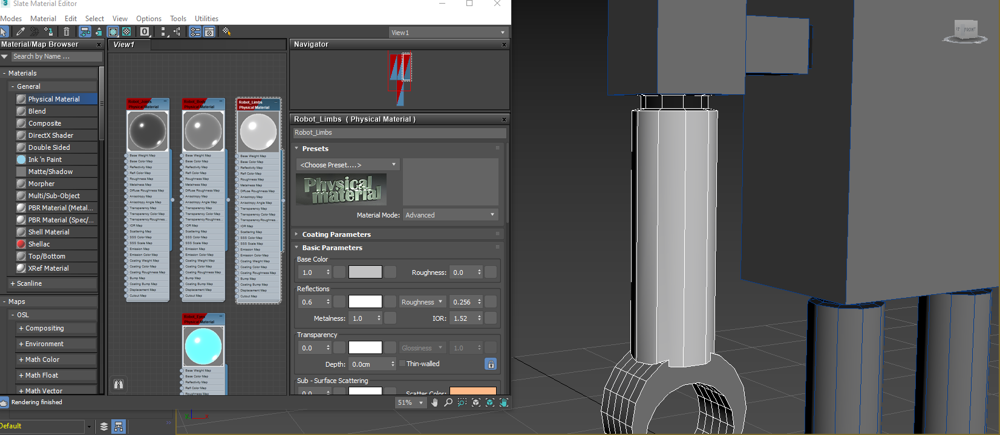 Slate Material Editor
Modes Material Edit Select View Options Tools Utilities
View1
Material/Map Browser
Search by Name ...
- Materials
- General
Physical Material
Blend
Composite
DirectX Shader
Double Sided
Ink 'n Paint
Matte/Shadow
Morpher
Multi/Sub-Object
PBR Material (Metal...
PBR Material (Spec/...
Shell Material
Shellac
Top/Bottom
XRef Material
+ Scanline
- Maps
- OSL
+ Compositing
+ Environment
+ Math Color
+ Math Float
+ Math Vector
Rendering finished
Default
View1
Robot_Joints
Physical Material
Base Weight Map
Base Color Map
Reflectivity Map
Refl Color Map
Roughness Map
Metalness Map
Diffuse Roughness Map
Anisotropy Map
Anisotropy Angle Map
Transparency Map
Transparency Color Map
Transparency Roughnes...
IOR Map
Scattering Map
SSS Color Map
SSS Scale Map
Emission Map
Emission Color Map
Coating Weight Map
Coating Color Map
Coating Roughness Map
Bump Map
Coating Bump Map
Displacement Map
Cutout Map
Robot_Body
Physical Material
Base Weight Map
Base Color Map
Reflectivity Map
Refl Color Map
Roughness Map
Metalness Map
Diffuse Roughness Map
Anisotropy Map
Anisotropy Angle Map
Transparency Map
Transparency Color Map
Transparency Roughnes...
IOR Map
Scattering Map
SSS Color Map
SSS Scale Map
Emission Map
Emission Color Map
Coating Weight Map
Coating Color Map
Coating Roughness Map
Bump Map
Coating Bump Map
Displacement Map
Cutout Map
Robot_Limbs
Physical Material
Base Weight Map
Base Color Map
Reflectivity Map
Refl Color Map
Roughness Map
Metalness Map
Diffuse Roughness Map
Anisotropy Map
Anisotropy Angle Map
Transparency Map
Transparency Color Map
Transparency Roughnes...
IOR Map
Scattering Map
SSS Color Map
SSS Scale Map
Emission Map
Emission Color Map
Coating Weight Map
Coating Color Map
Coating Roughness Map
Bump Map
Coating Bump Map
Displacement Map
Cutout Map
Robot_Eyes
Physical Material
Base Weight Map
Base Color Map
Reflectivity Map
Refl Color Map
Roughness Map
Navigator
Robot_Limbs ( Physical Material )
Robot_Limbs
Presets
<Choose Preset....>
Physical material
Material Mode: Advanced
Coating Parameters
Basic Parameters
Base Color
1.0 Roughness: 0.0
Reflections
0.6 Roughness 0.256
Metalness: 1.0 IOR: 1.52
Transparency
0.0 Glossiness 1.0
Depth: 0.0cm Thin-walled
Sub - Surface Scattering
0.0 Scatter Color:
51%
FRONT